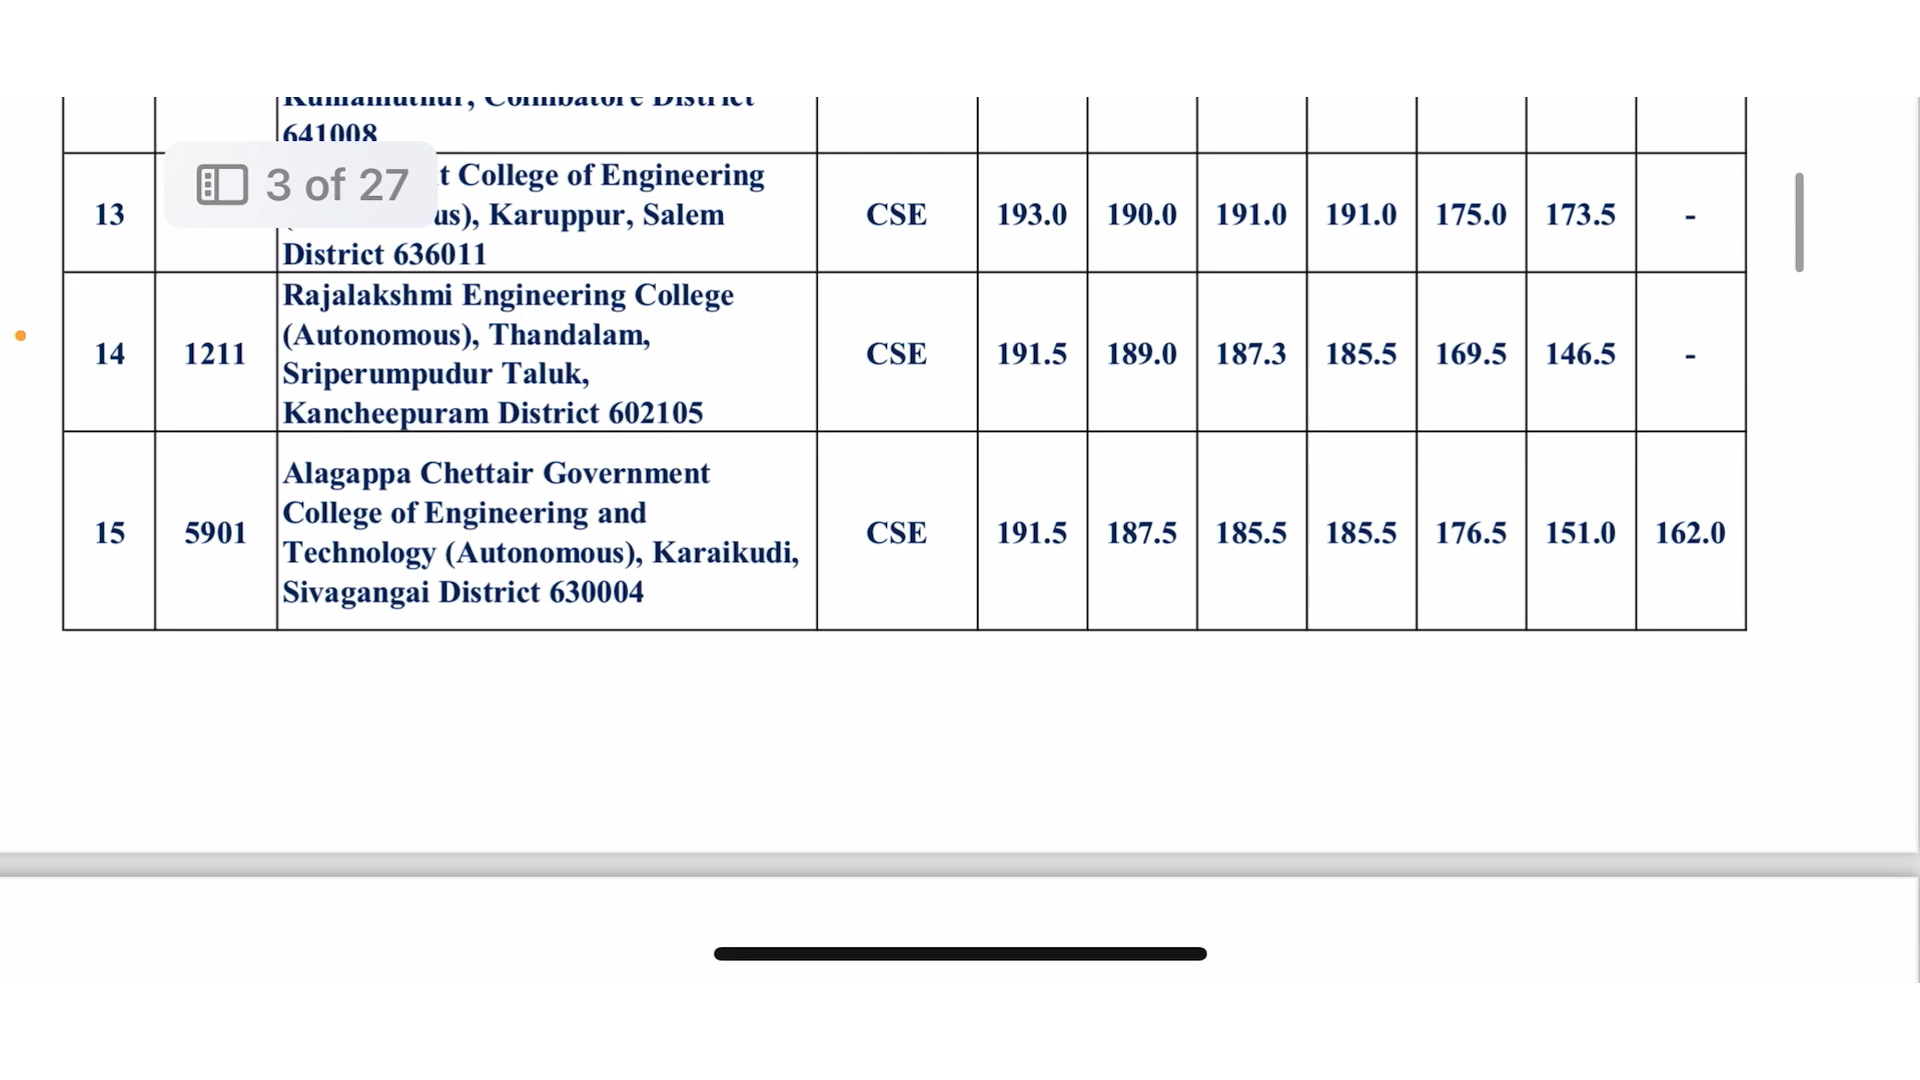 District
641008
3 of 27
13
t College of Engineering
us), Karuppur, Salem
District 636011
CSE
193.0
190.0
191.0
191.0
175.0
173.5
-
14
1211
Rajalakshmi Engineering College
(Autonomous), Thandalam,
Sriperumpudur Taluk,
Kancheepuram District 602105
CSE
191.5
189.0
187.3
185.5
169.5
146.5
-
15
5901
Alagappa Chettair Government
College of Engineering and
Technology (Autonomous), Karaikudi,
Sivagangai District 630004
CSE
191.5
187.5
185.5
185.5
176.5
151.0
162.0